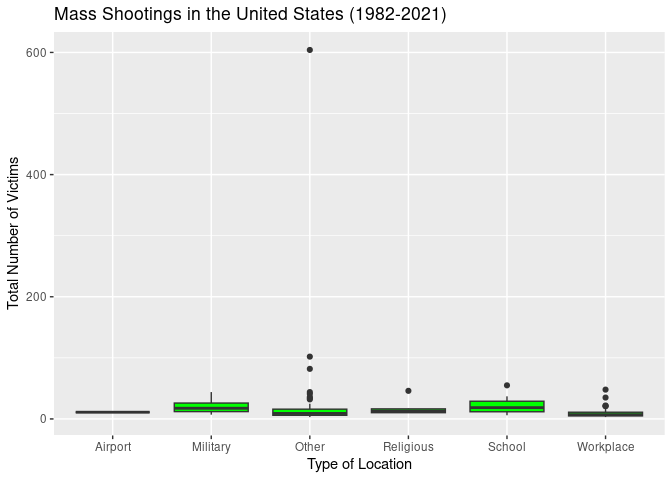 Mass Shootings in the United States (1982-2021)
Total Number of Victims
600
400
200
0
Airport Military Other Religious School Workplace
Type of Location